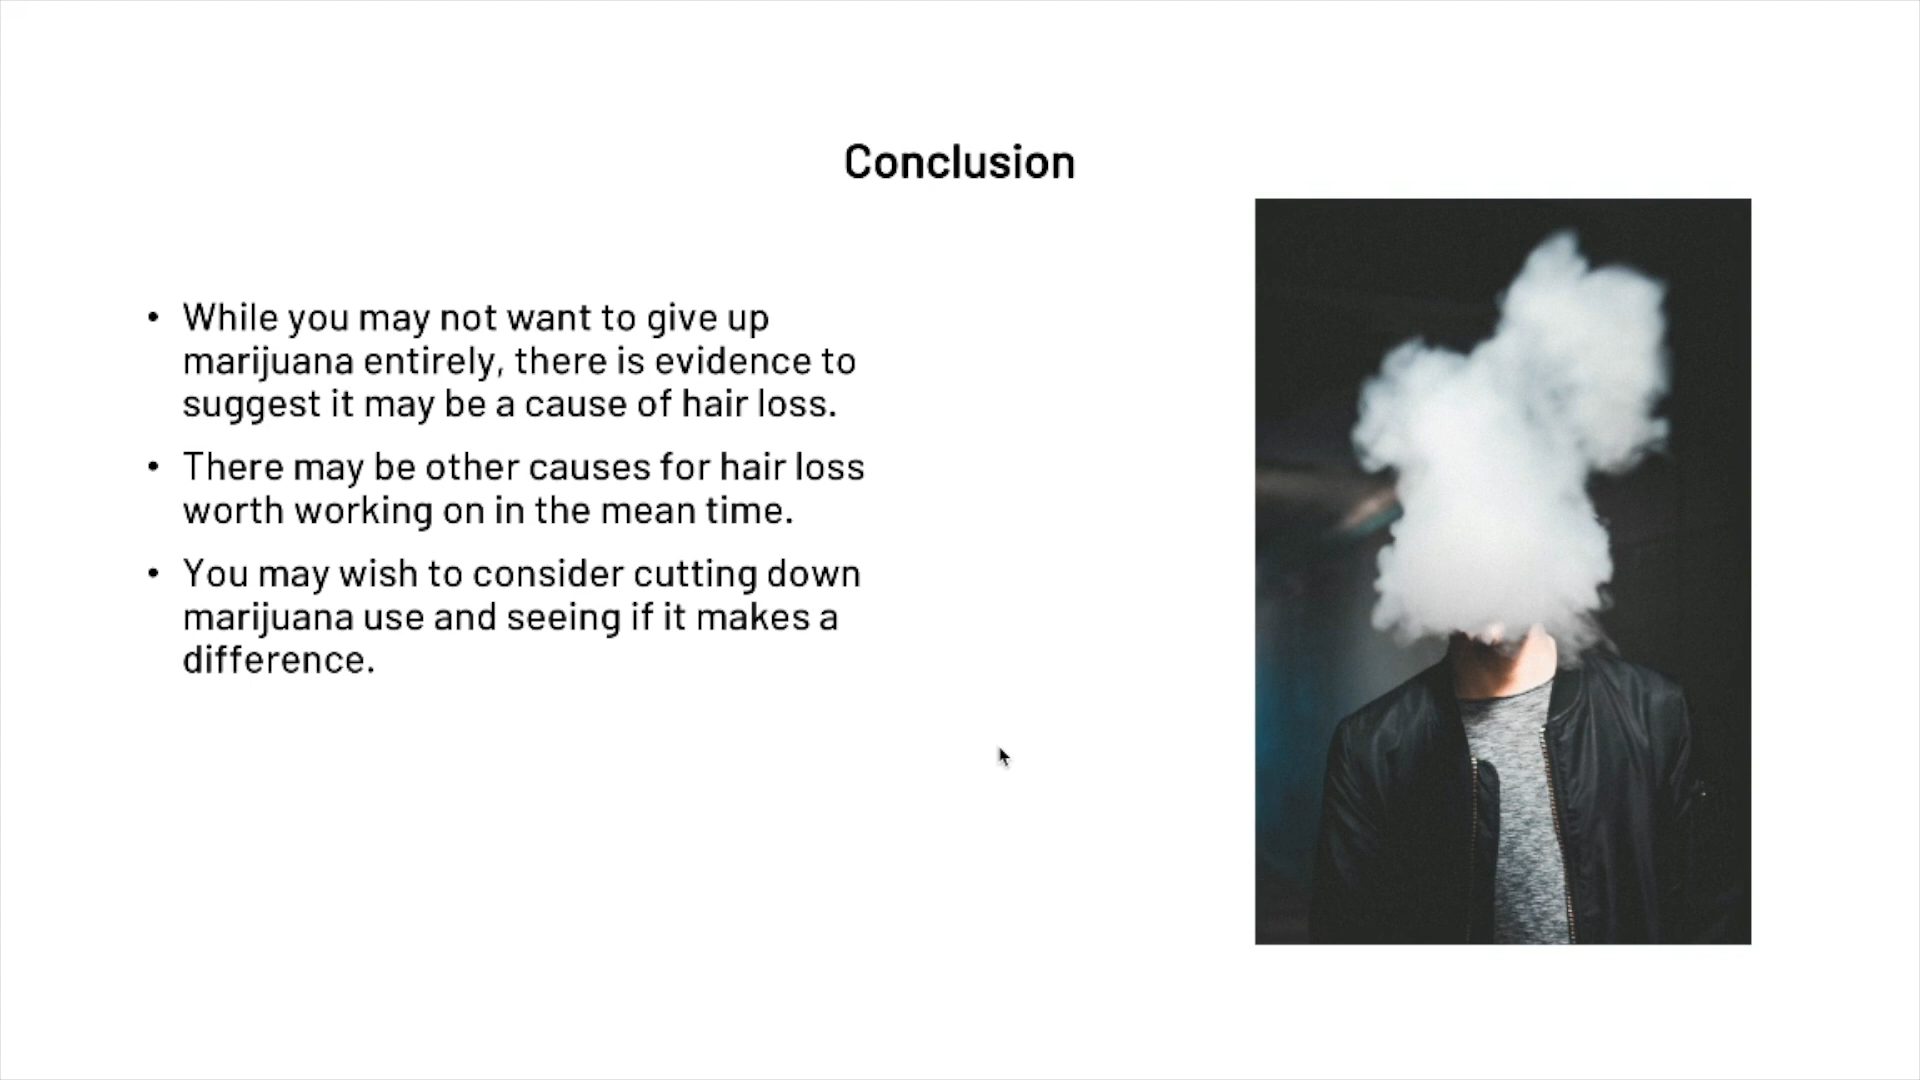 Conclusion
• While you may not want to give up
marijuana entirely, there is evidence to
suggest it may be a cause of hair loss.
• There may be other causes for hair loss
worth working on in the mean time.
• You may wish to consider cutting down
marijuana use and seeing if it makes a
difference.